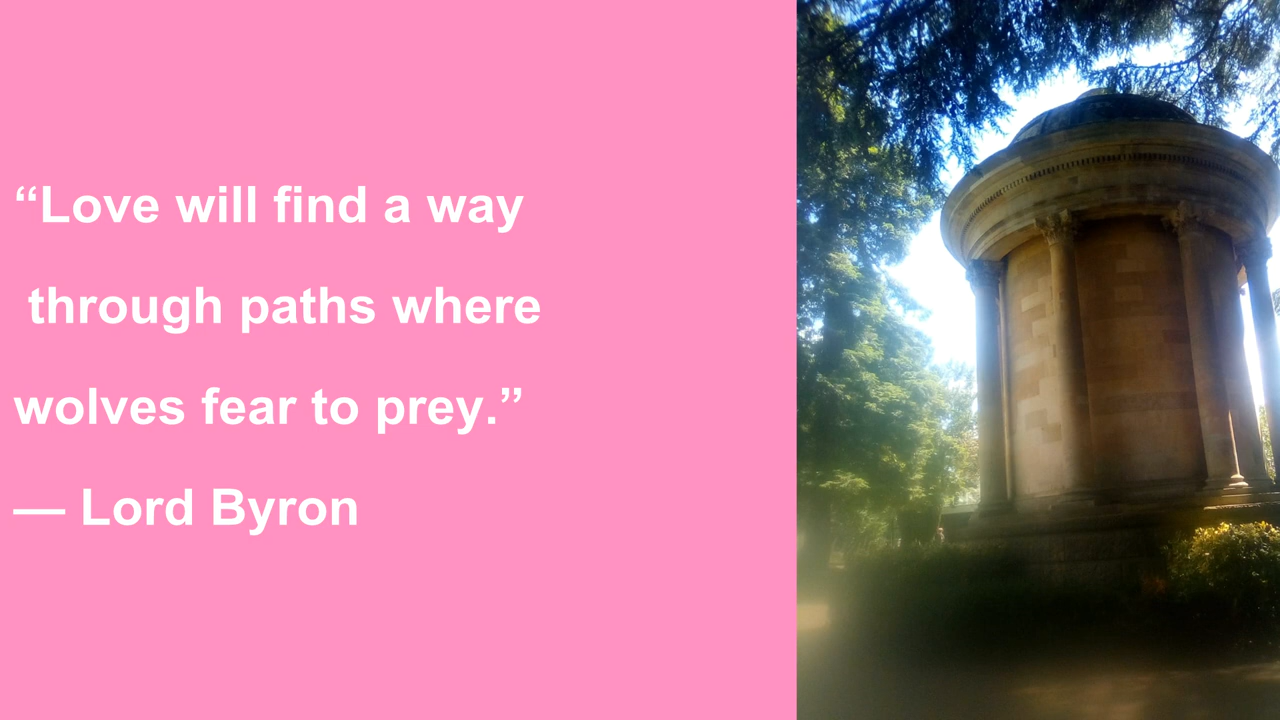 “Love will find a way
through paths where
wolves fear to prey.”
— Lord Byron